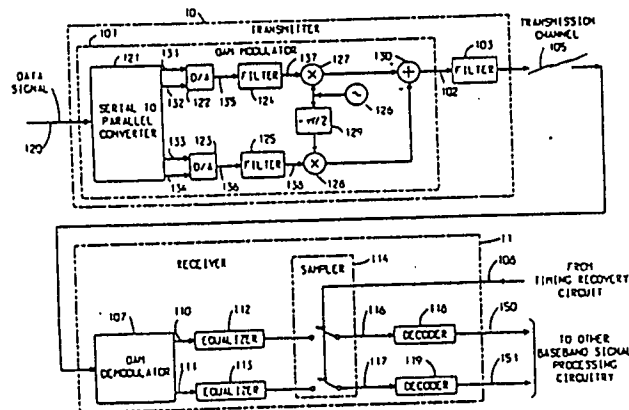 10
TRANSMITTER
101
QAM MODULATOR
TRANSMISSION
CHANNEL
105
DATA
SIGNAL
120
121
SERIAL TO
PARALLEL
CONVERTER
131
132
133
134
D/A
122
135
FILTER
124
137
127
130
102
103
FILTER
126
-π/2
129
123
D/A
136
125
FILTER
138
128
RECEIVER
11
SAMPLER
114
106
FROM
TIMING RECOVERY
CIRCUIT
107
QAM
DEMODULATOR
110
112
EQUALIZER
116
118
DECODER
150
111
113
EQUALIZER
117
119
DECODER
151
TO OTHER
BASEBAND SIGNAL
PROCESSING
CIRCUITRY